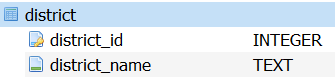 district
district_id INTEGER
district_name TEXT